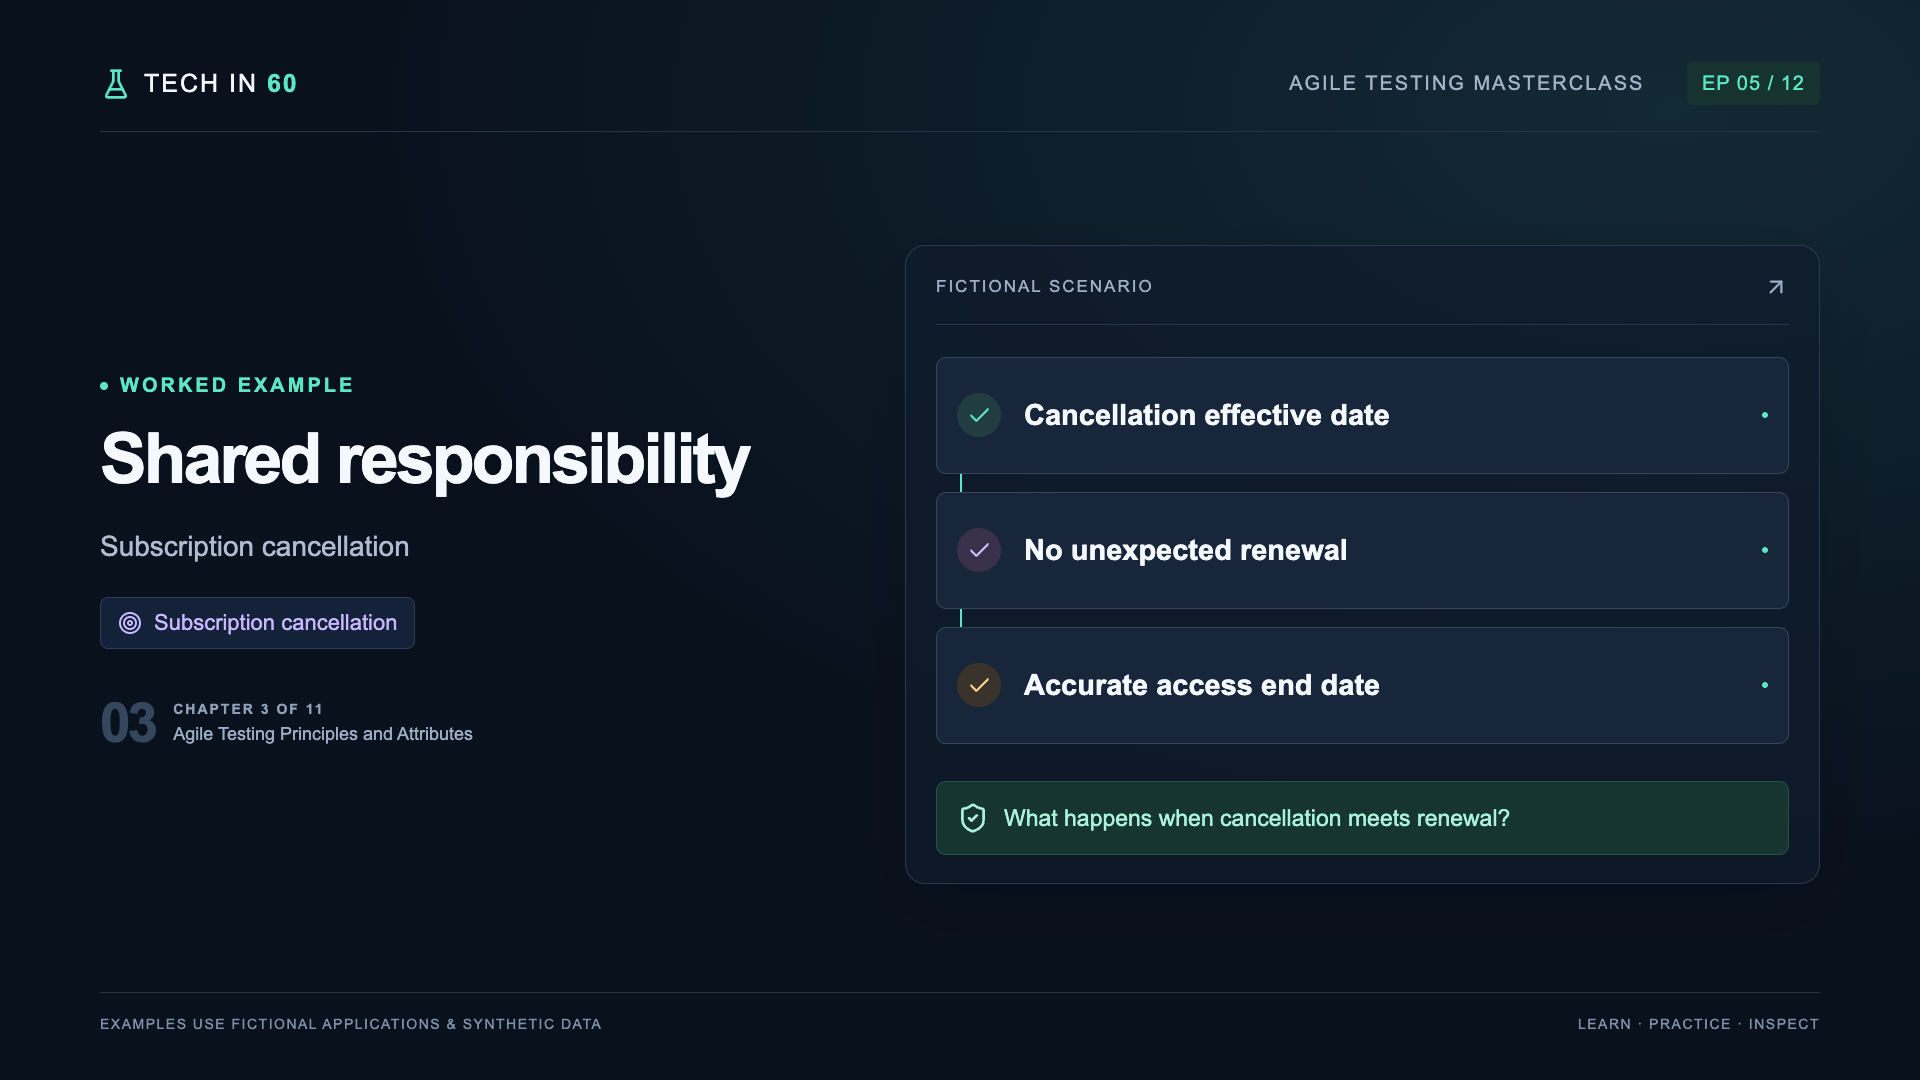 TECH IN 60
AGILE TESTING MASTERCLASS
EP 05 / 12
WORKED EXAMPLE
Shared responsibility
Subscription cancellation
Subscription cancellation
03
CHAPTER 3 OF 11
Agile Testing Principles and Attributes
FICTIONAL SCENARIO
Cancellation effective date
No unexpected renewal
Accurate access end date
What happens when cancellation meets renewal?
EXAMPLES USE FICTIONAL APPLICATIONS & SYNTHETIC DATA
LEARN · PRACTICE · INSPECT